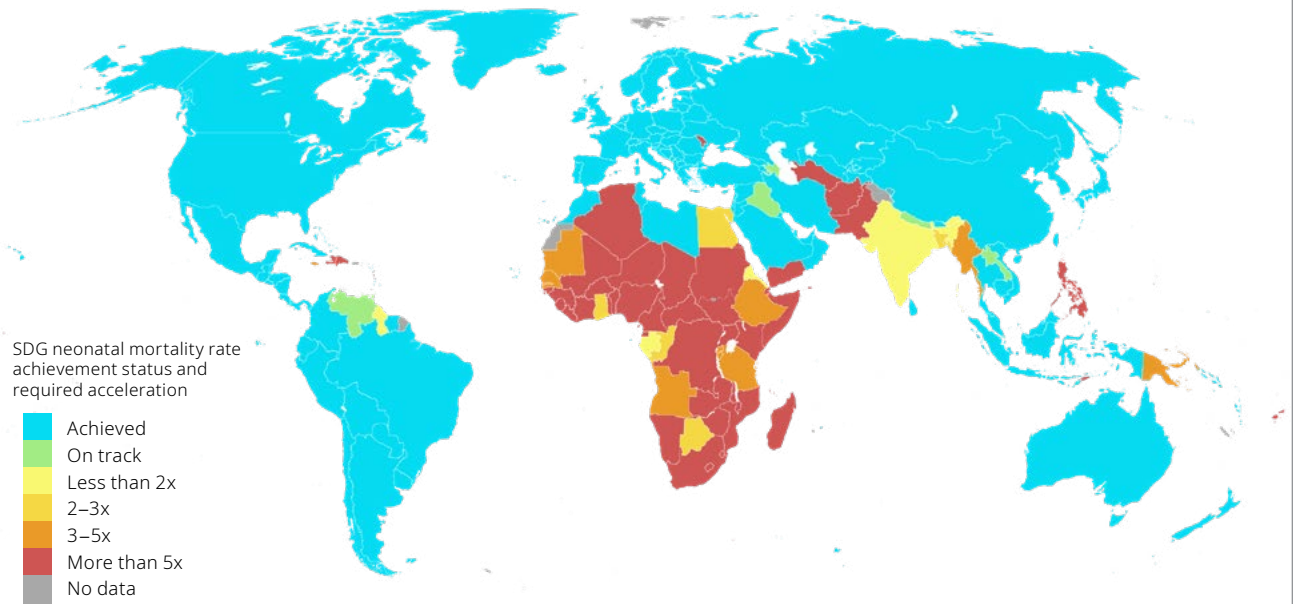 SDG neonatal mortality rate
achievement status and
required acceleration
Achieved
On track
Less than 2x
2–3x
3–5x
More than 5x
No data